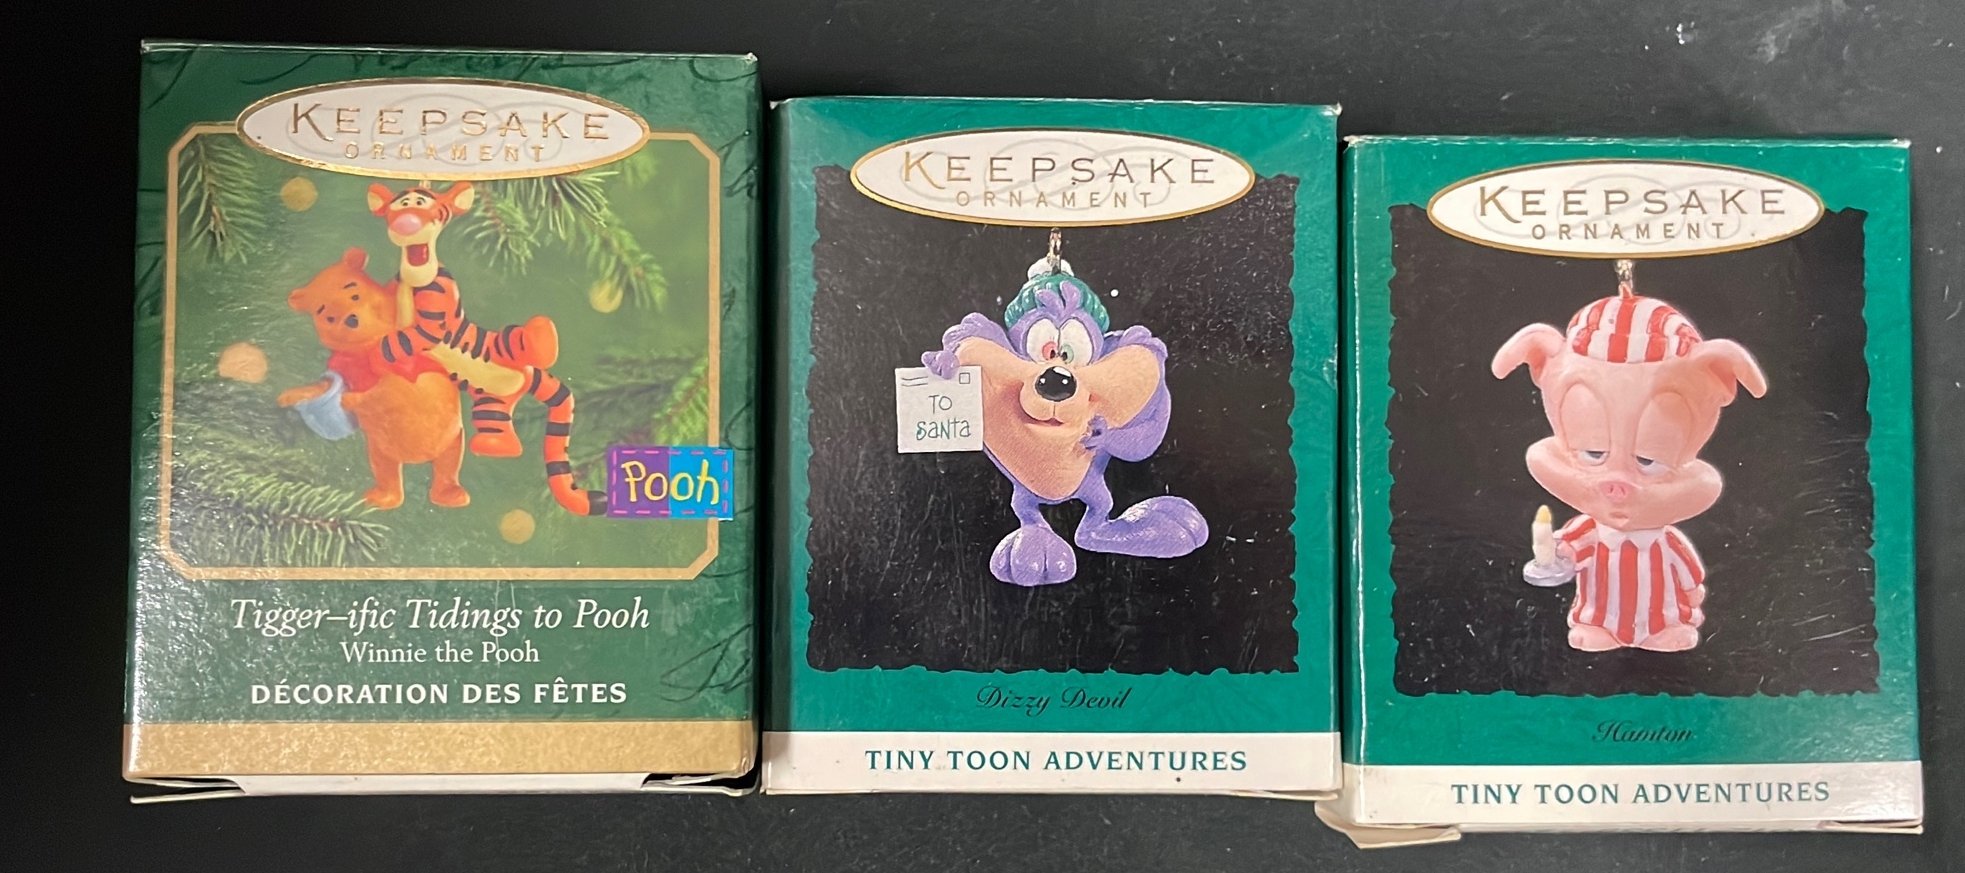 KEEPSAKE
ORNAMENT
Pooh
Tigger–ific Tidings to Pooh
Winnie the Pooh
DÉCORATION DES FÊTES
KEEPSAKE
ORNAMENT
TO
SANTA
Dizzy Devil
TINY TOON ADVENTURES
KEEPSAKE
ORNAMENT
Hamton
TINY TOON ADVENTURES